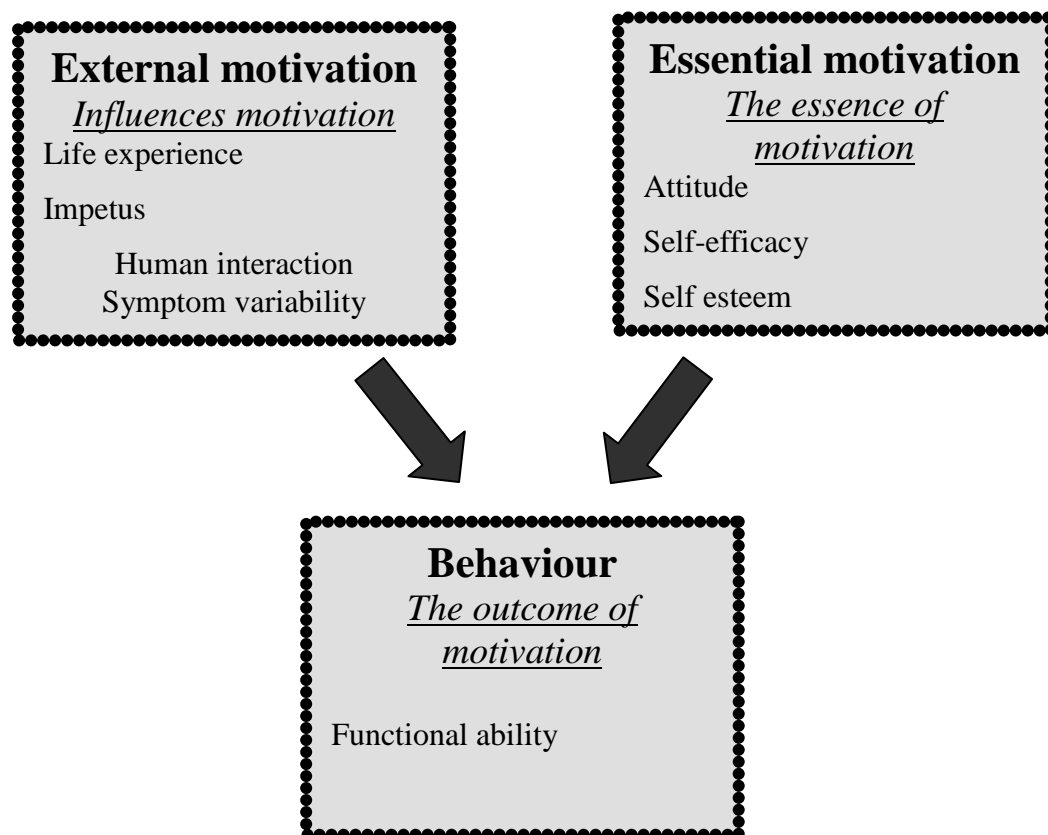 External motivation
Influences motivation
Life experience
Impetus
Human interaction
Symptom variability
Essential motivation
The essence of
motivation
Attitude
Self-efficacy
Self esteem
Behaviour
The outcome of
motivation
Functional ability